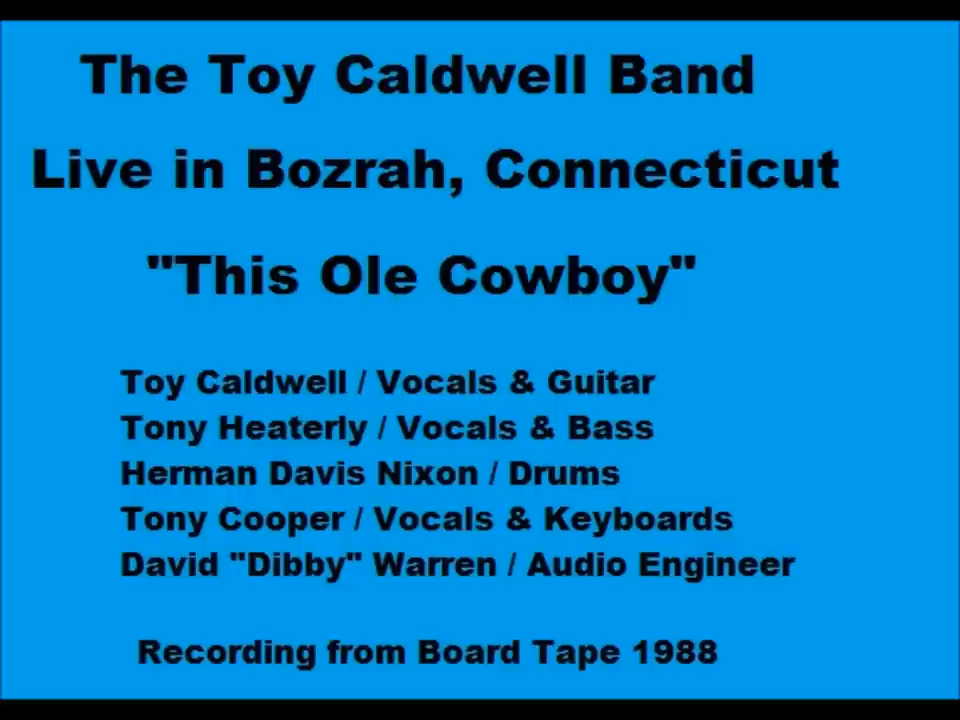 The Toy Caldwell Band
Live in Bozrah, Connecticut
"This Ole Cowboy"
Toy Caldwell / Vocals & Guitar
Tony Heaterly / Vocals & Bass
Herman Davis Nixon / Drums
Tony Cooper / Vocals & Keyboards
David "Dibby" Warren / Audio Engineer
Recording from Board Tape 1988